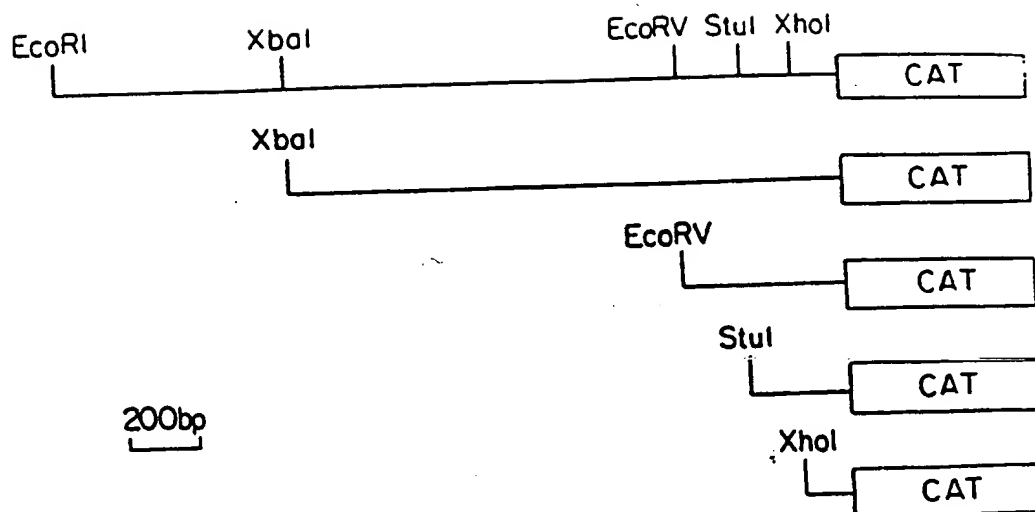 EcoRI XbaI EcoRV StuI XhoI
CAT
XbaI
CAT
EcoRV
CAT
StuI
CAT
200bp
XhoI
CAT